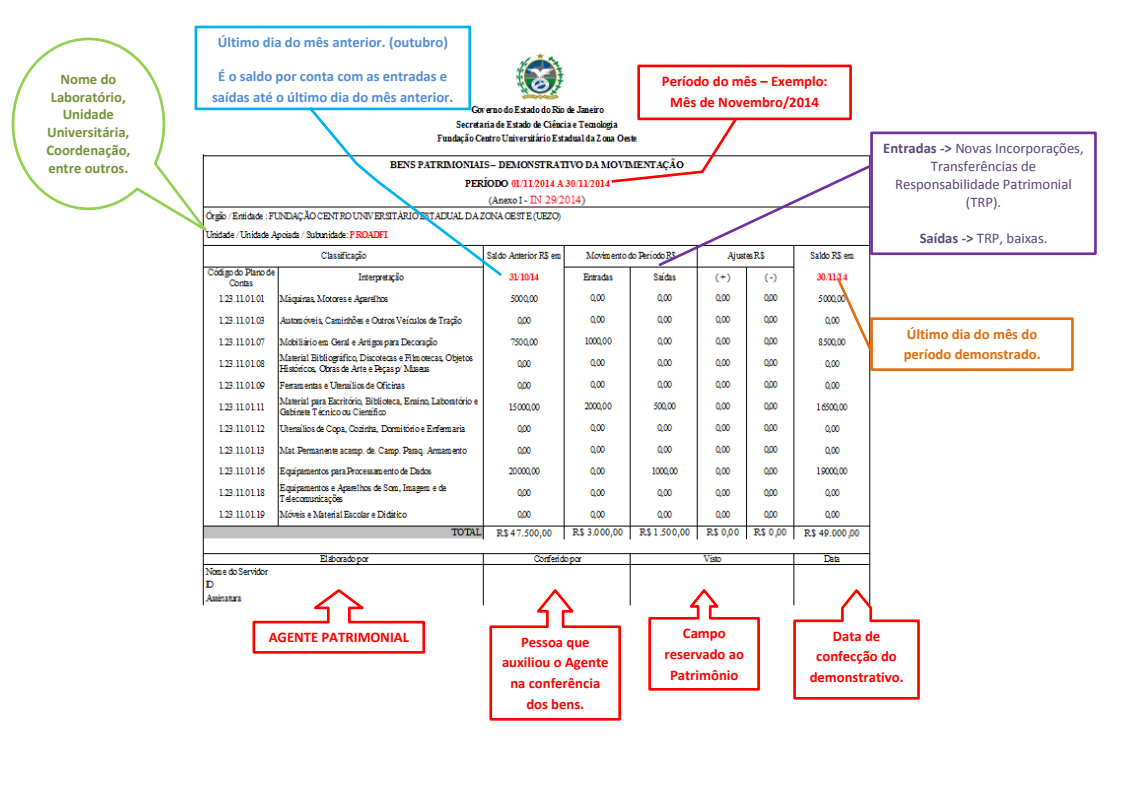 Último dia do mês anterior. (outubro)
É o saldo por conta com as entradas e
saídas até o último dia do mês anterior.
Nome do
Laboratório,
Unidade
Universitária,
Coordenação,
entre outros.
Período do mês – Exemplo:
Mês de Novembro/2014
Governo do Estado do Rio de Janeiro
Secretaria de Estado de Ciência e Tecnologia
Fundação Centro Universitário Estadual da Zona Oeste
Entradas -> Novas Incorporações,
Transferências de
Responsabilidade Patrimonial
(TRP).
Saídas -> TRP, baixas.
BENS PATRIMONIAIS – DEMONSTRATIVO DA MOVIMENTAÇÃO
PERÍODO 01/11/2014 A 30/11/2014
(Anexo I - IN 29/2014)
Órgão / Entidade : FUNDAÇÃO CENTRO UNIVERSITÁRIO ESTADUAL DA ZONA OESTE (UEZO)
Unidade / Unidade Apoiada / Subunidade: PROADFI
Classificação Saldo Anterior R$ em Movimento do Período R$ Ajustes R$ Saldo R$ em
Código do Plano de
Contas
Interpretação 31/10/14 Entradas Saídas (+) (-) 30/11/14
1.23.11.01.01 Máquinas, Motores e Aparelhos 5000,00 0,00 0,00 0,00 0,00 5000,00
1.23.11.01.03 Automóveis, Caminhões e Outros Veículos de Tração 0,00 0,00 0,00 0,00 0,00 0,00
1.23.11.01.07 Mobiliário em Geral e Artigos para Decoração 7500,00 1000,00 0,00 0,00 0,00 8500,00
Material Bibliográfico, Discotecas e Filmotecas, Objetos
1.23.11.01.08 Históricos, Obras de Arte e Peças p/ Museus 0,00 0,00 0,00 0,00 0,00 0,00
1.23.11.01.09 Ferramentas e Utensílios de Oficinas 0,00 0,00 0,00 0,00 0,00 0,00
Material para Escritório, Biblioteca, Ensino, Laboratório e
1.23.11.01.11 Gabinete Técnico ou Científico 15000,00 2000,00 500,00 0,00 0,00 16500,00
1.23.11.01.12 Utensílios de Copa, Cozinha, Dormitório e Enfermaria 0,00 0,00 0,00 0,00 0,00 0,00
1.23.11.01.13 Mat. Permanente acamp. de. Camp. Paraq. Armamento 0,00 0,00 0,00 0,00 0,00 0,00
1.23.11.01.16 Equipamentos para Processamento de Dados 20000,00 0,00 1000,00 0,00 0,00 19000,00
Equipamentos e Aparelhos de Som, Imagem e de
1.23.11.01.18 Telecomunicações 0,00 0,00 0,00 0,00 0,00 0,00
1.23.11.01.19 Móveis e Material Escolar e Didático 0,00 0,00 0,00 0,00 0,00 0,00
TOTAL R$ 47.500,00 R$ 3.000,00 R$ 1.500,00 R$ 0,00 R$ 0,00 R$ 49.000,00
Último dia do mês do
período demonstrado.
Elaborado por Conferido por Visto Data
Nome do Servidor
ID
Assinatura
AGENTE PATRIMONIAL
Pessoa que
auxiliou o Agente
na conferência
dos bens.
Campo
reservado ao
Patrimônio
Data de
confecção do
demonstrativo.